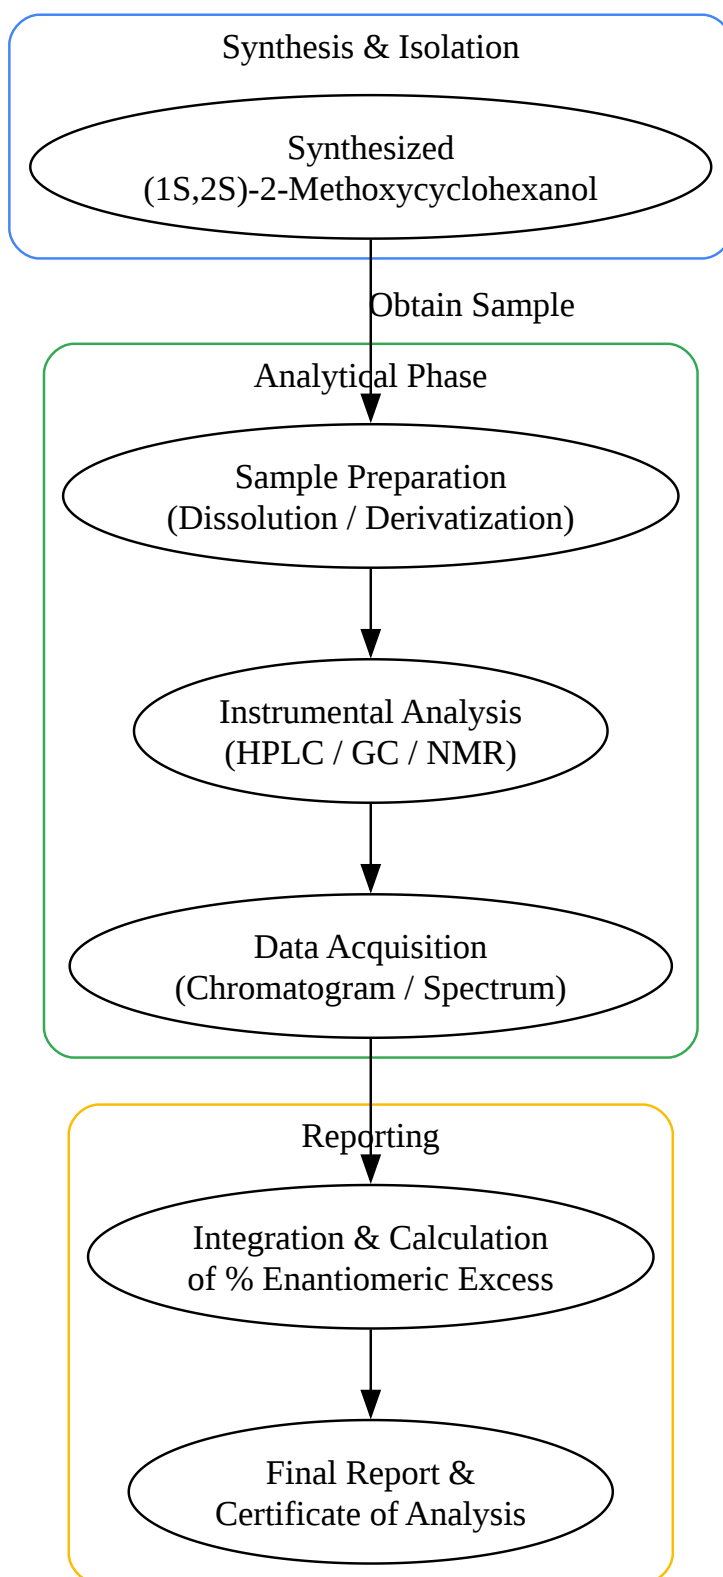 Synthesis & Isolation
Synthesized
(1S,2S)-2-Methoxycyclohexanol
Obtain Sample
Analytical Phase
Sample Preparation
(Dissolution / Derivatization)
Instrumental Analysis
(HPLC / GC / NMR)
Data Acquisition
(Chromatogram / Spectrum)
Reporting
Integration & Calculation
of % Enantiomeric Excess
Final Report &
Certificate of Analysis